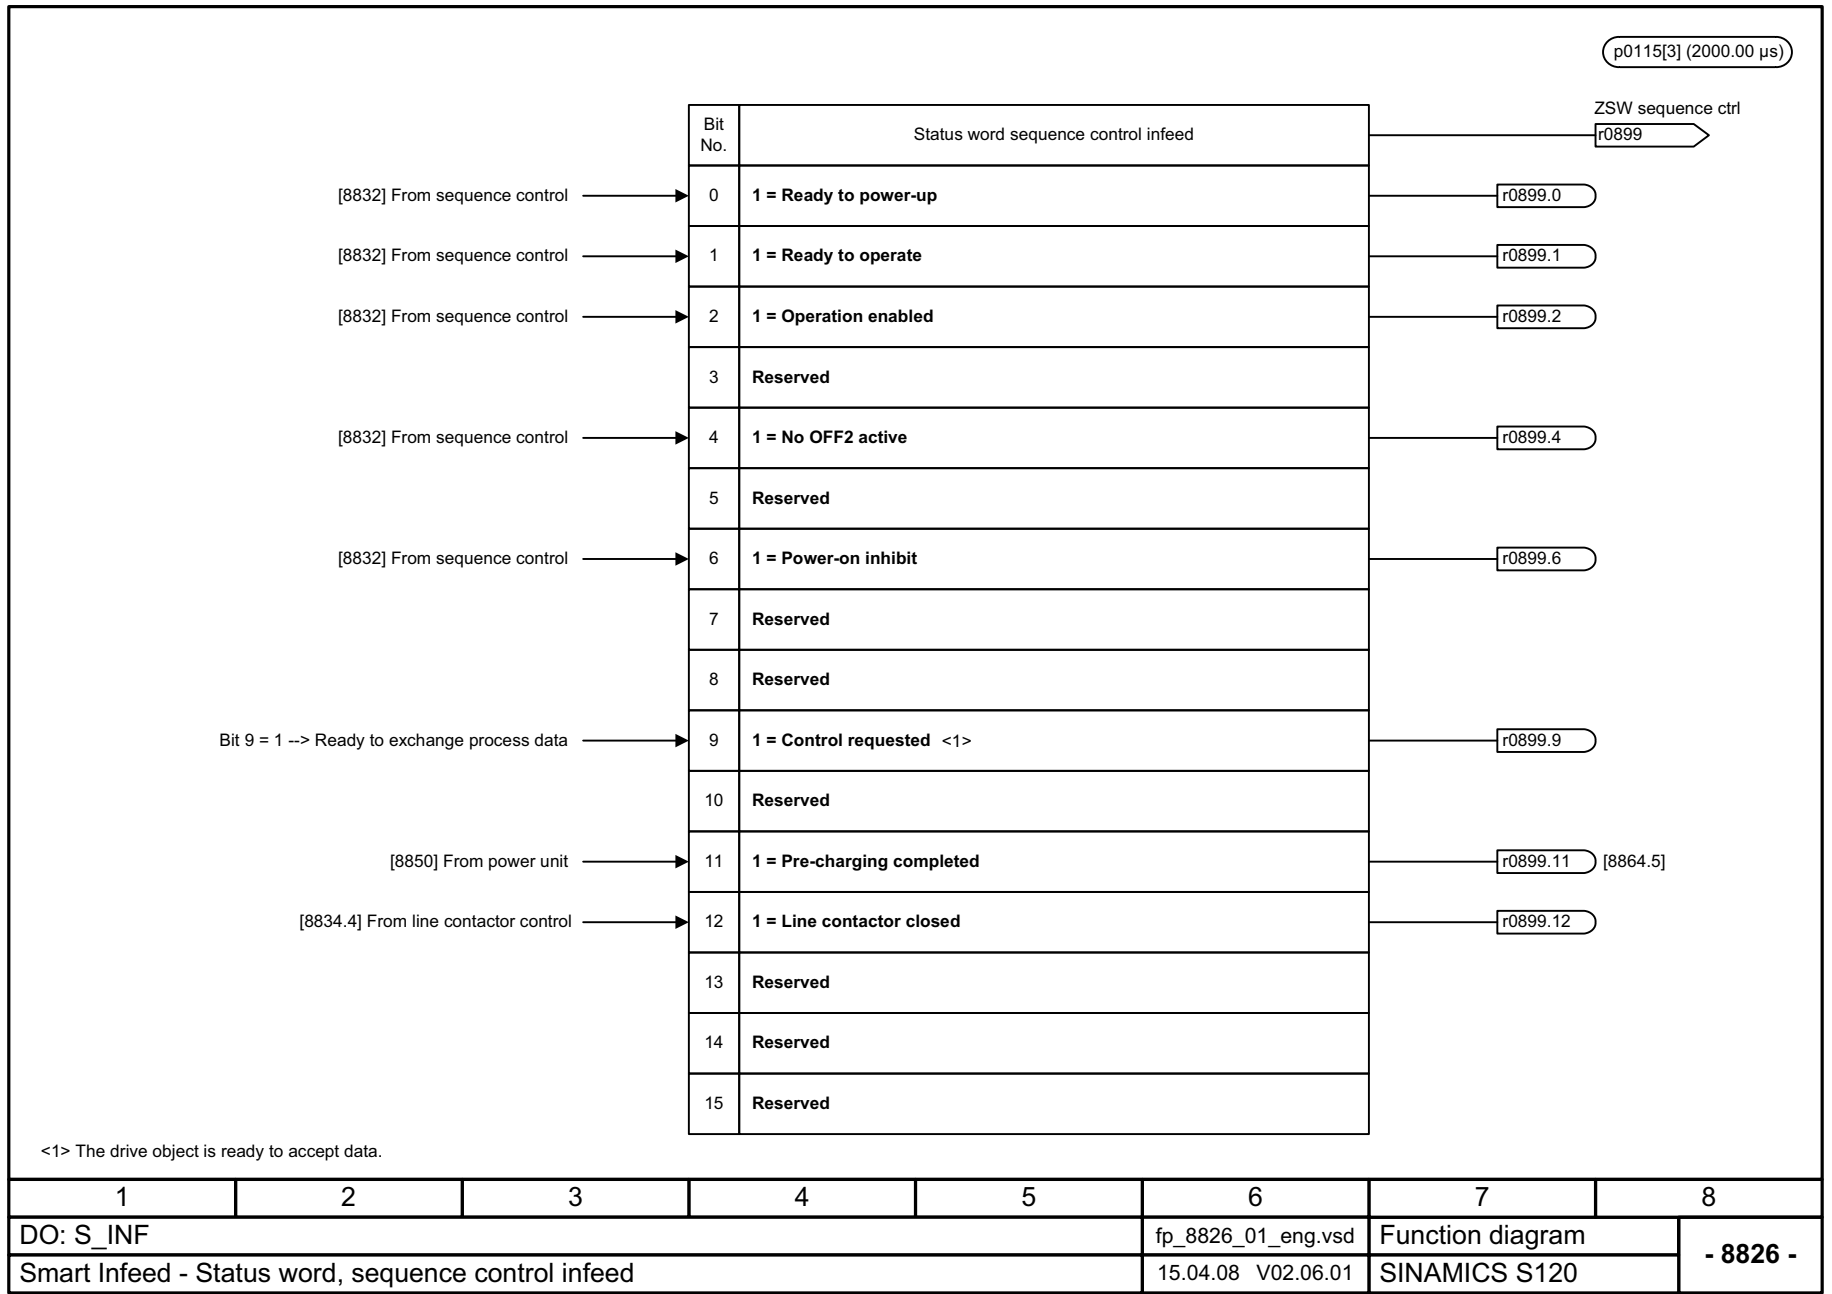 p0115[3] (2000.00 µs)
ZSW sequence ctrl
Bit No. Status word sequence control infeed r0899
[8832] From sequence control 0 1 = Ready to power-up r0899.0
[8832] From sequence control 1 1 = Ready to operate r0899.1
[8832] From sequence control 2 1 = Operation enabled r0899.2
3 Reserved
[8832] From sequence control 4 1 = No OFF2 active r0899.4
5 Reserved
[8832] From sequence control 6 1 = Power-on inhibit r0899.6
7 Reserved
8 Reserved
Bit 9 = 1 --> Ready to exchange process data 9 1 = Control requested <1> r0899.9
10 Reserved
[8850] From power unit 11 1 = Pre-charging completed r0899.11 [8864.5]
[8834.4] From line contactor control 12 1 = Line contactor closed r0899.12
13 Reserved
14 Reserved
15 Reserved
<1> The drive object is ready to accept data.
1 2 3 4 5 6 7 8
DO: S_INF fp_8826_01_eng.vsd Function diagram - 8826 -
Smart Infeed - Status word, sequence control infeed 15.04.08 V02.06.01 SINAMICS S120